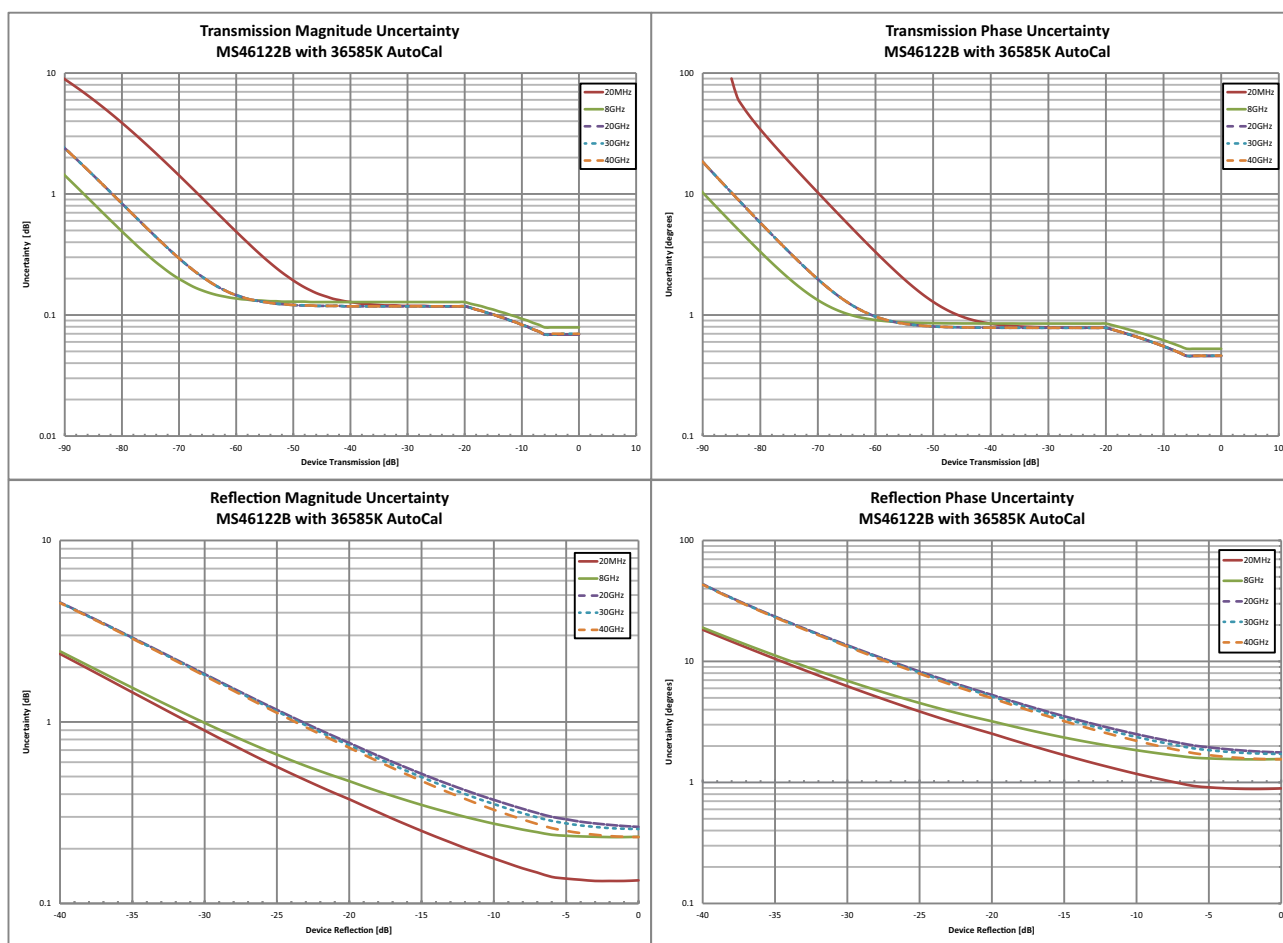 Transmission Magnitude Uncertainty
MS46122B with 36585K AutoCal
10
1
0.1
0.01
Uncertainty [dB]
-90 -80 -70 -60 -50 -40 -30 -20 -10 0 10
Device Transmission [dB]
20MHz
8GHz
20GHz
30GHz
40GHz
Transmission Phase Uncertainty
MS46122B with 36585K AutoCal
100
10
1
0.1
Uncertainty [degrees]
-90 -80 -70 -60 -50 -40 -30 -20 -10 0 10
Device Transmission [dB]
20MHz
8GHz
20GHz
30GHz
40GHz
Reflection Magnitude Uncertainty
MS46122B with 36585K AutoCal
10
1
0.1
Uncertainty [dB]
-40 -35 -30 -25 -20 -15 -10 -5 0
Device Reflection [dB]
20MHz
8GHz
20GHz
30GHz
40GHz
Reflection Phase Uncertainty
MS46122B with 36585K AutoCal
100
10
1
0.1
Uncertainty [degrees]
-40 -35 -30 -25 -20 -15 -10 -5 0
Device Reflection [dB]
20MHz
8GHz
20GHz
30GHz
40GHz